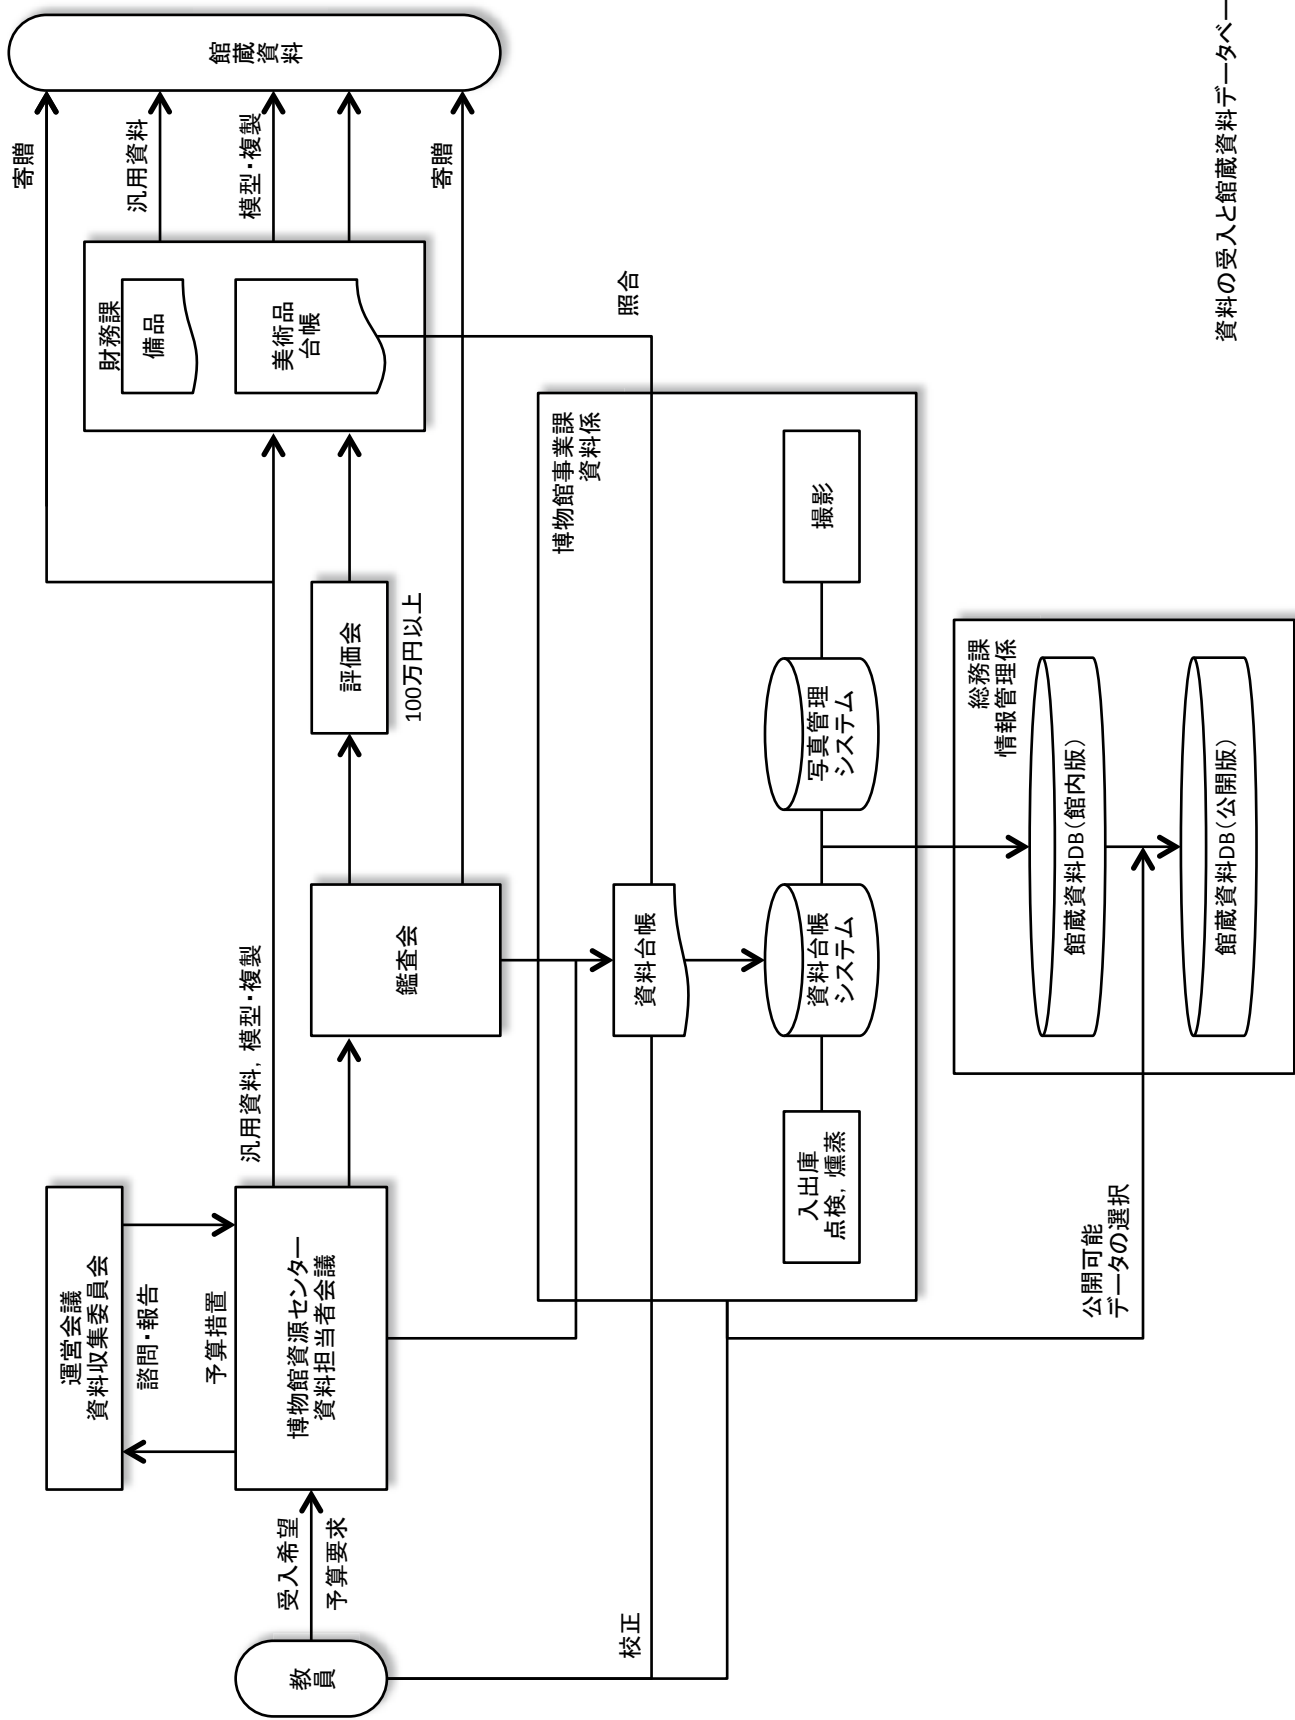 運営会議
資料収集委員会
諮問・報告
予算措置
教
員
受入希望
予算要求
博物館資源センター
資料担当者会議
汎用資料, 模型・複製
鑑査会
評価会
100万円以上
財務課
備品
美術品
台帳
寄贈
汎用資料
模型・複製
寄贈
館蔵
資料
校正
照合
博物館事業課
資料係
資料台帳
入出庫
点検, 燻蒸
資料台帳
システム
写真管理
システム
撮影
公開可能
データの選択
総務課
情報管理係
館蔵資料DB(館内版)
館蔵資料DB(公開版)
資料の受入と館蔵資料データベー